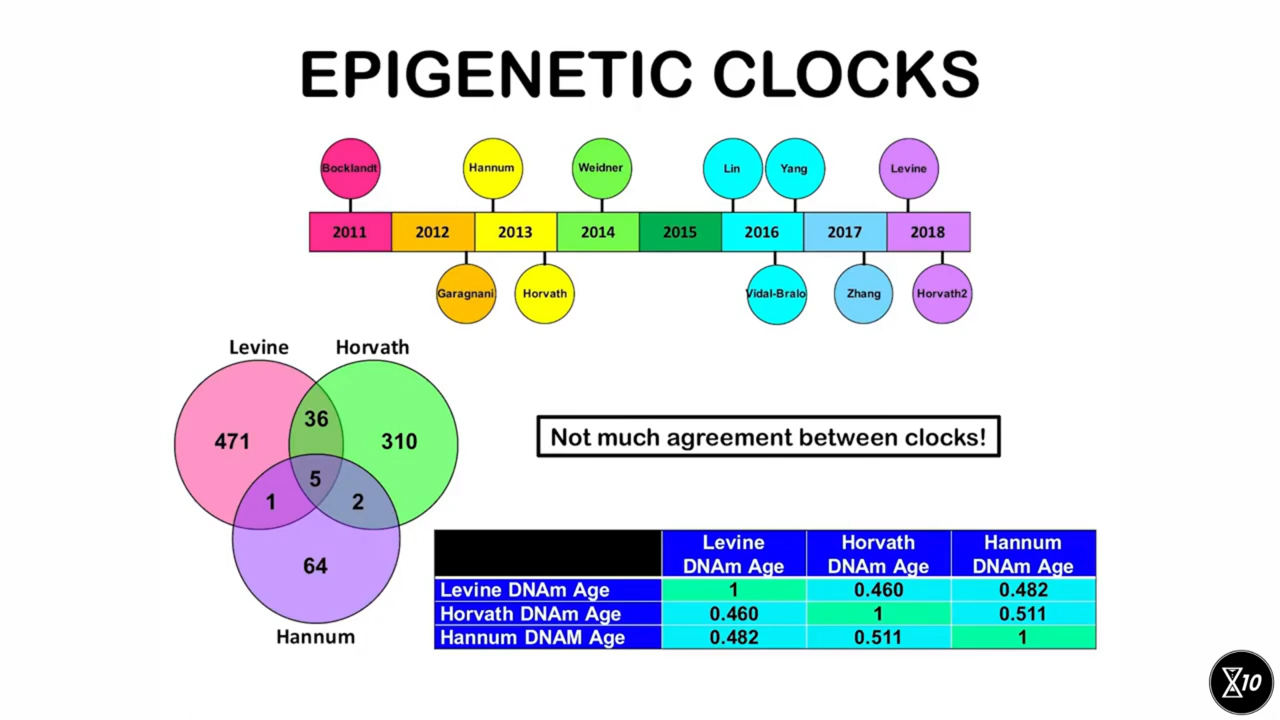 EPIGENETIC CLOCKS
Bocklandt
Hannum
Weidner
Lin
Yang
Levine
2011
2012
2013
2014
2015
2016
2017
2018
Garagnani
Horvath
Vidal-Bralo
Zhang
Horvath2
Levine
Horvath
471
36
310
5
1
2
64
Hannum
Not much agreement between clocks!
Levine DNAm Age
Horvath DNAm Age
Hannum DNAm Age
Levine DNAm Age 1 0.460 0.482
Horvath DNAm Age 0.460 1 0.511
Hannum DNAM Age 0.482 0.511 1
10